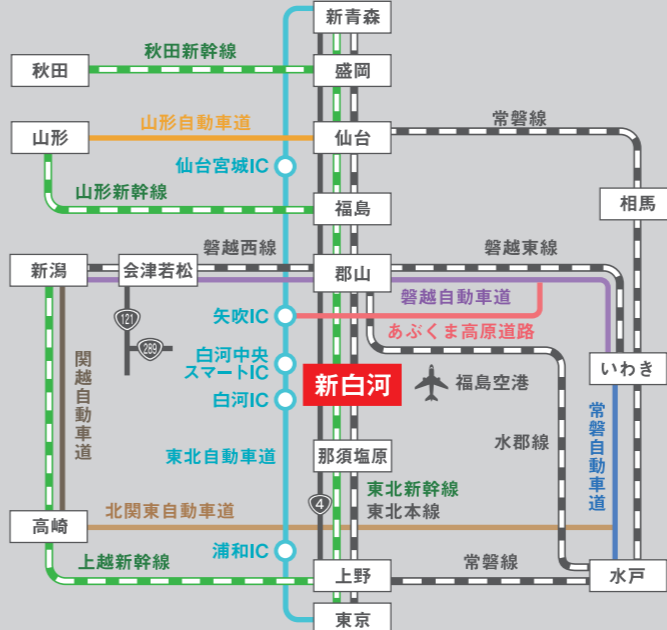 新青森
秋田新幹線
秋田
盛岡
山形自動車道
常磐線
山形
仙台
仙台宮城IC
山形新幹線
相馬
福島
磐越西線
磐越東線
新潟
会津若松
郡山
磐越自動車道
121
矢吹IC
あぶくま高原道路
289
白河中央
スマートIC
関越自動車道
新白河
福島空港
いわき
白河IC
常磐自動車道
水郡線
東北自動車道
那須塩原
東北新幹線
東北本線
4
北関東自動車道
高崎
浦和IC
上越新幹線
常磐線
上野
水戸
東京